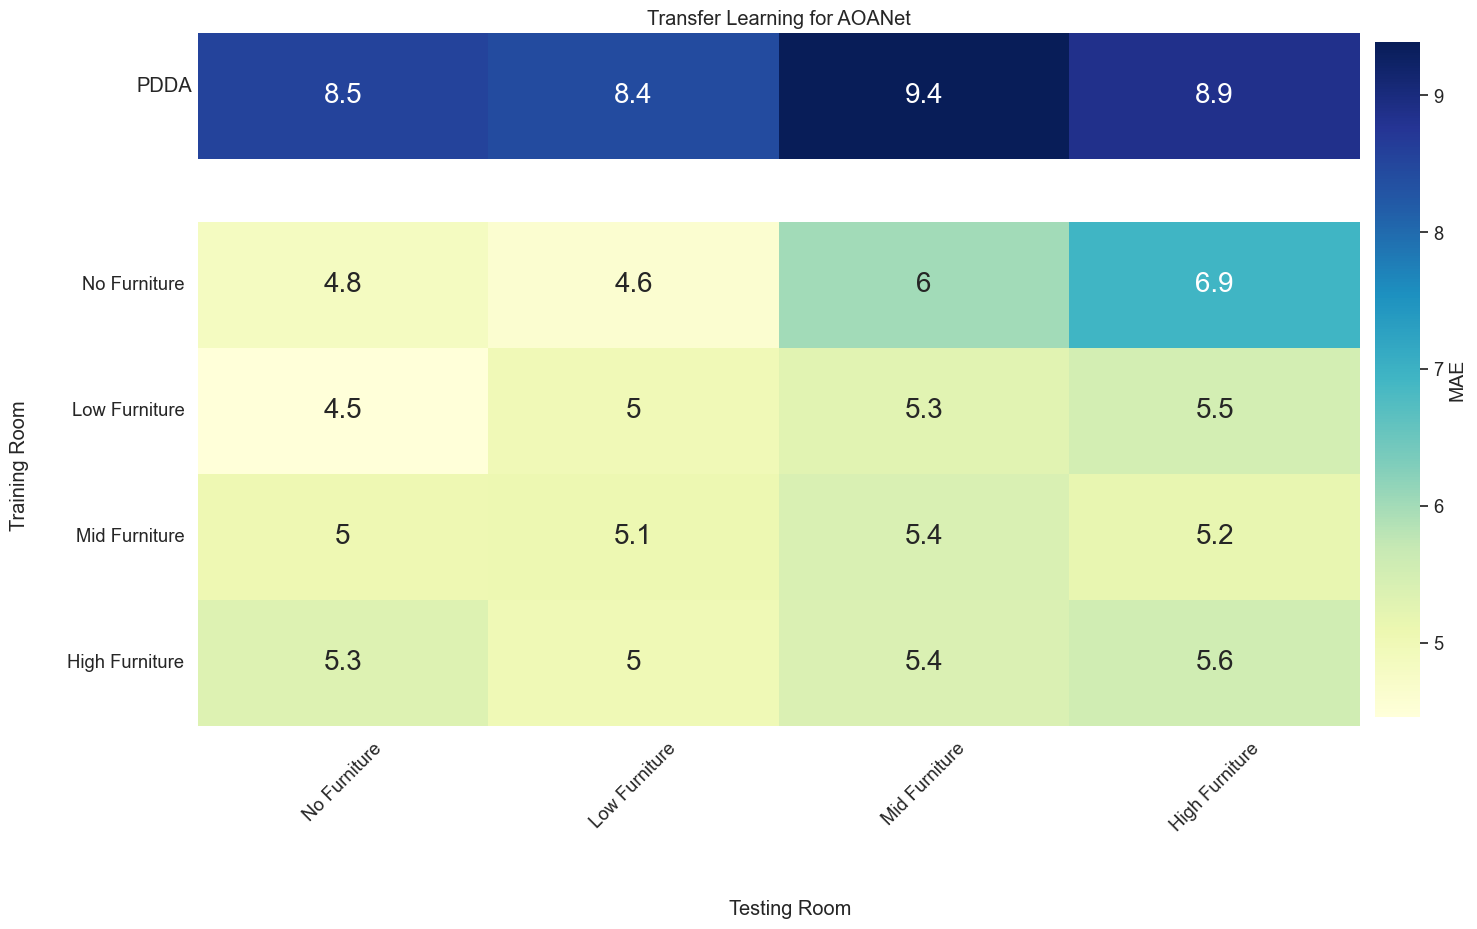 Transfer Learning for AOANet
PDDA 8.5 8.4 9.4 8.9
No Furniture 4.8 4.6 6 6.9
Low Furniture 4.5 5 5.3 5.5
Mid Furniture 5 5.1 5.4 5.2
High Furniture 5.3 5 5.4 5.6
Training Room
No Furniture Low Furniture Mid Furniture High Furniture
Testing Room
9
8
7
6
5
MAE